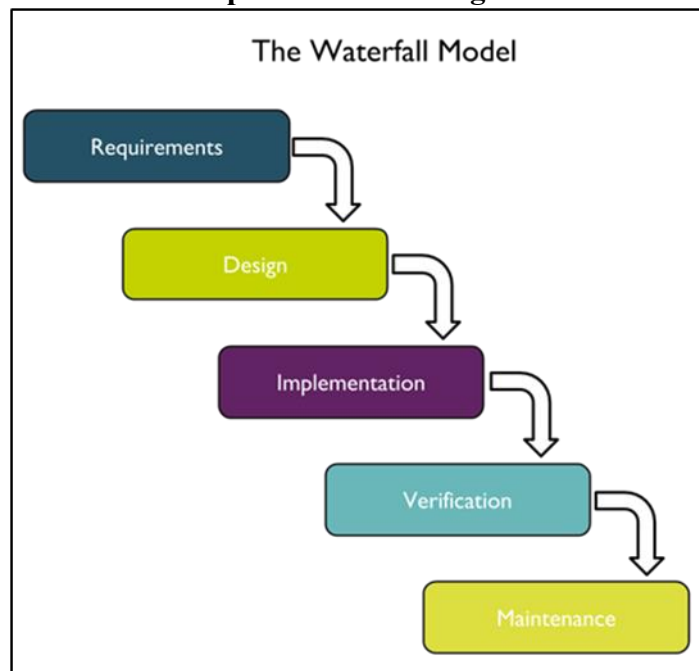 The Waterfall Model
Requirements
Design
Implementation
Verification
Maintenance